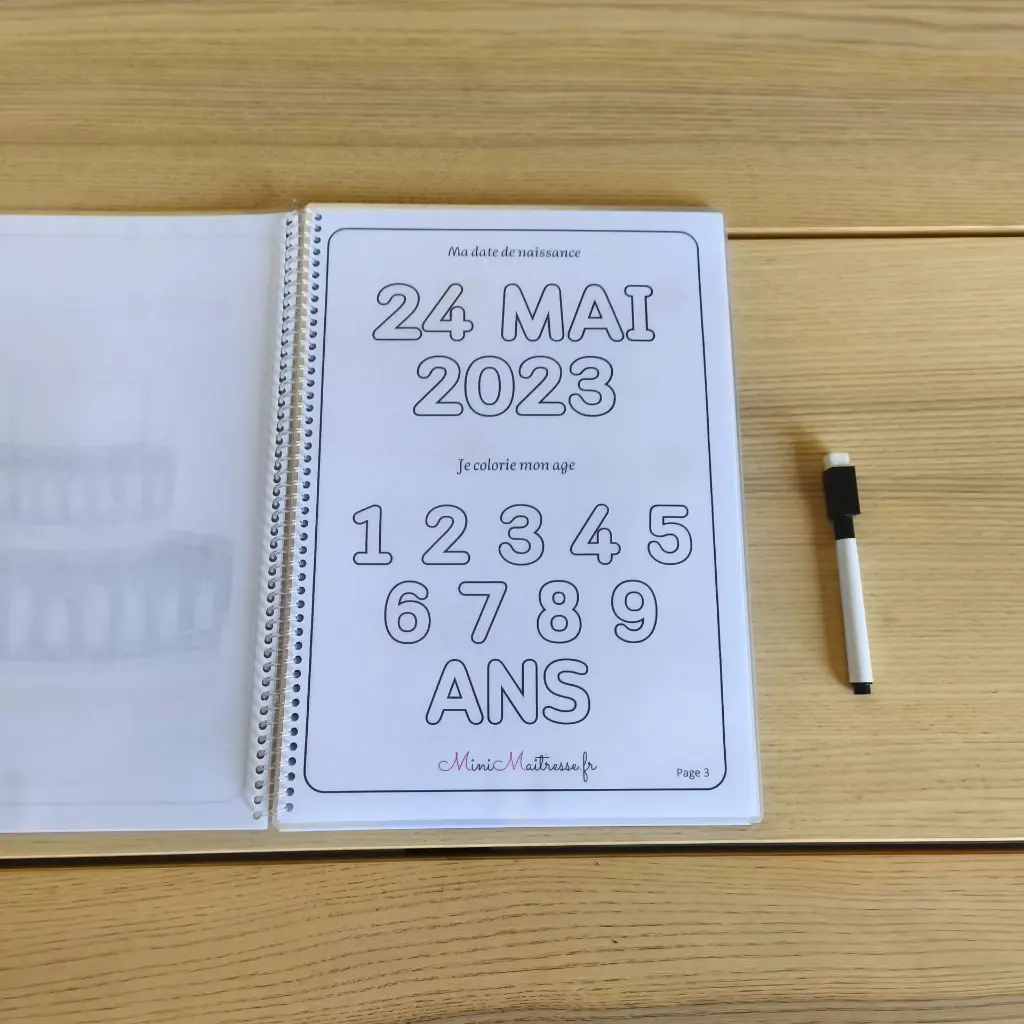 Ma date de naissance
24 MAI
2023
Je colorie mon age
1 2 3 4 5
6 7 8 9
ANS
MiniMaitresse.fr
Page 3